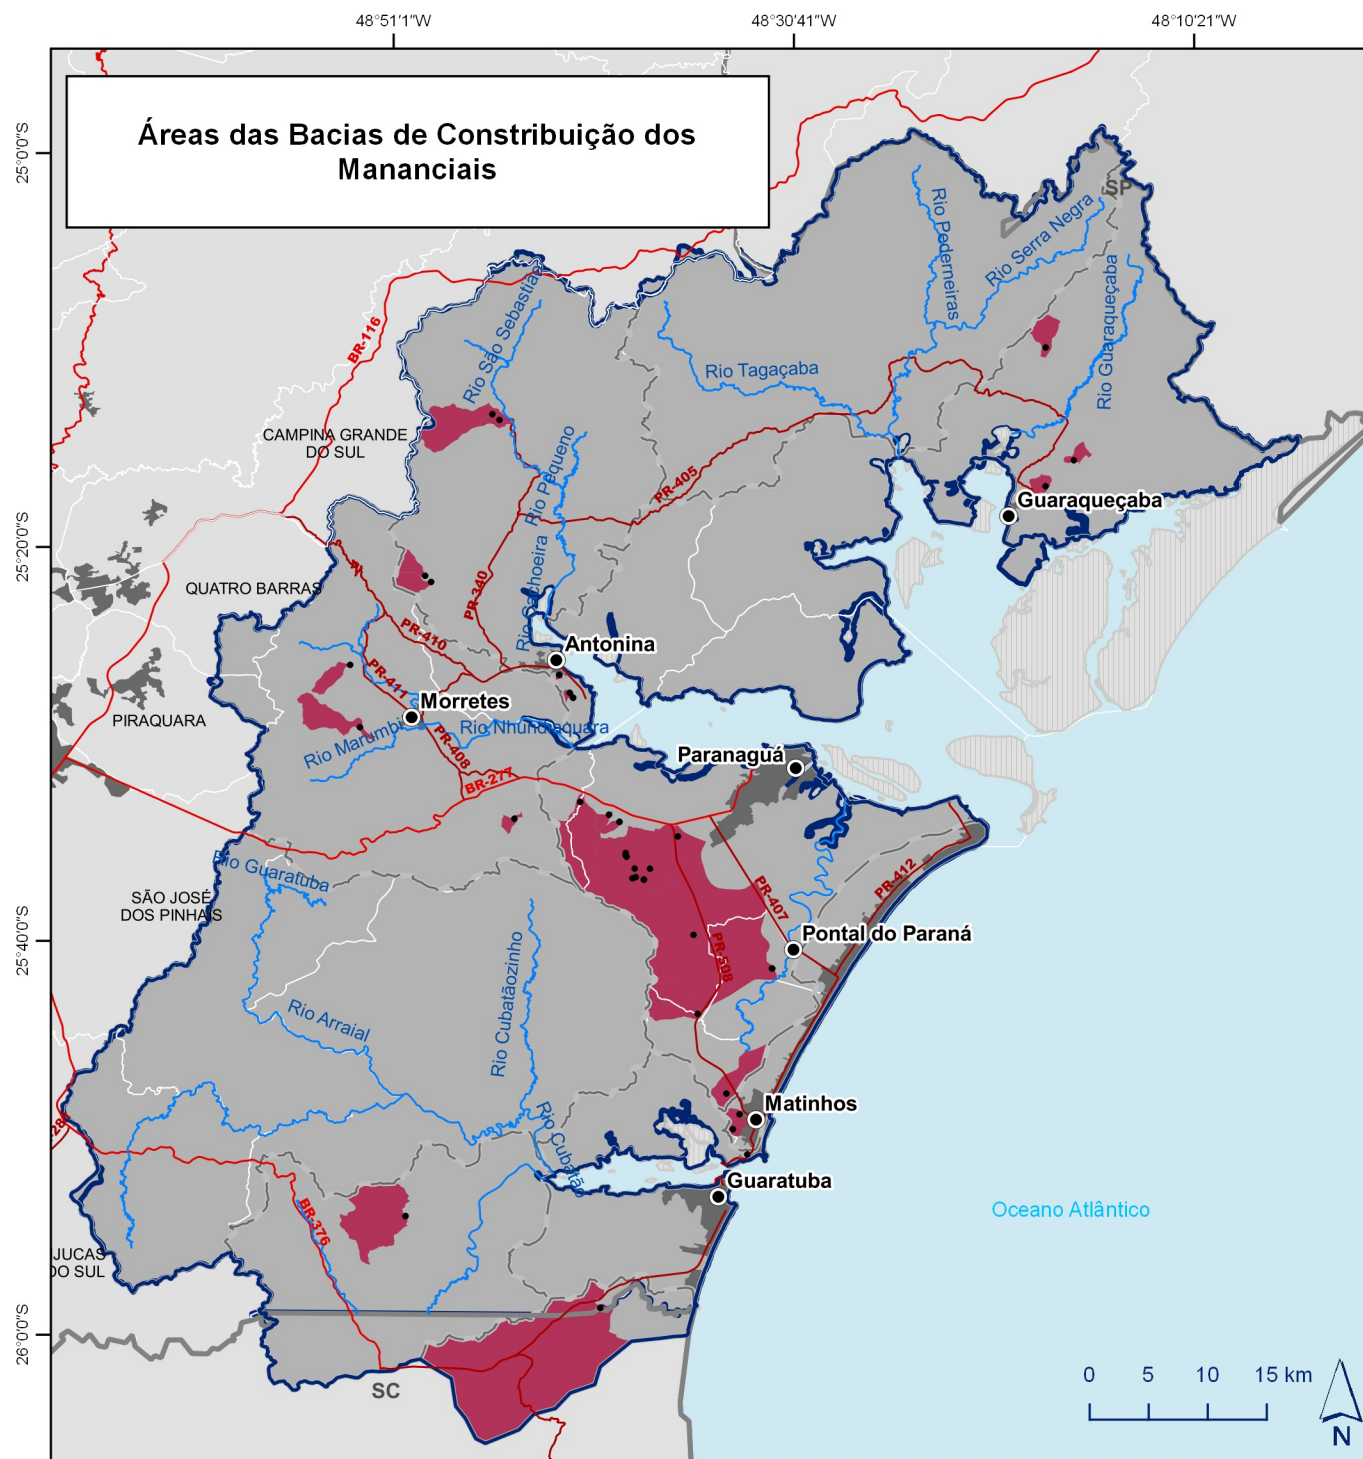 48°51'1"W
48°30'41"W
48°10'21"W
25°0'0"S
25°20'0"S
25°40'0"S
26°0'0"S
Áreas das Bacias de Constribuição dos
Mananciais
SP
Rio Pederneiras
Rio Serra Negra
Rio Guaraqueçaba
Rio São Sebastião
BR-116
Rio Tagaçaba
CAMPINA GRANDE
DO SUL
Rio Pequeno
PR-405
Guaraqueçaba
QUATRO BARRAS
PR-340
Rio Cachoeira
PR-410
Antonina
PR-411
Morretes
PIRAQUARA
Rio Marumbi
Rio Nhundiaquara
PR-408
Paranaguá
BR-277
Rio Guaratuba
PR-412
PR-407
SÃO JOSÉ
DOS PINHAIS
Pontal do Paraná
PR-508
Rio Cubatãozinho
Rio Arraial
Matinhos
Rio Cubatão
Guaratuba
BR-376
Oceano Atlântico
JUCAS
DO SUL
SC
0 5 10 15 km
N